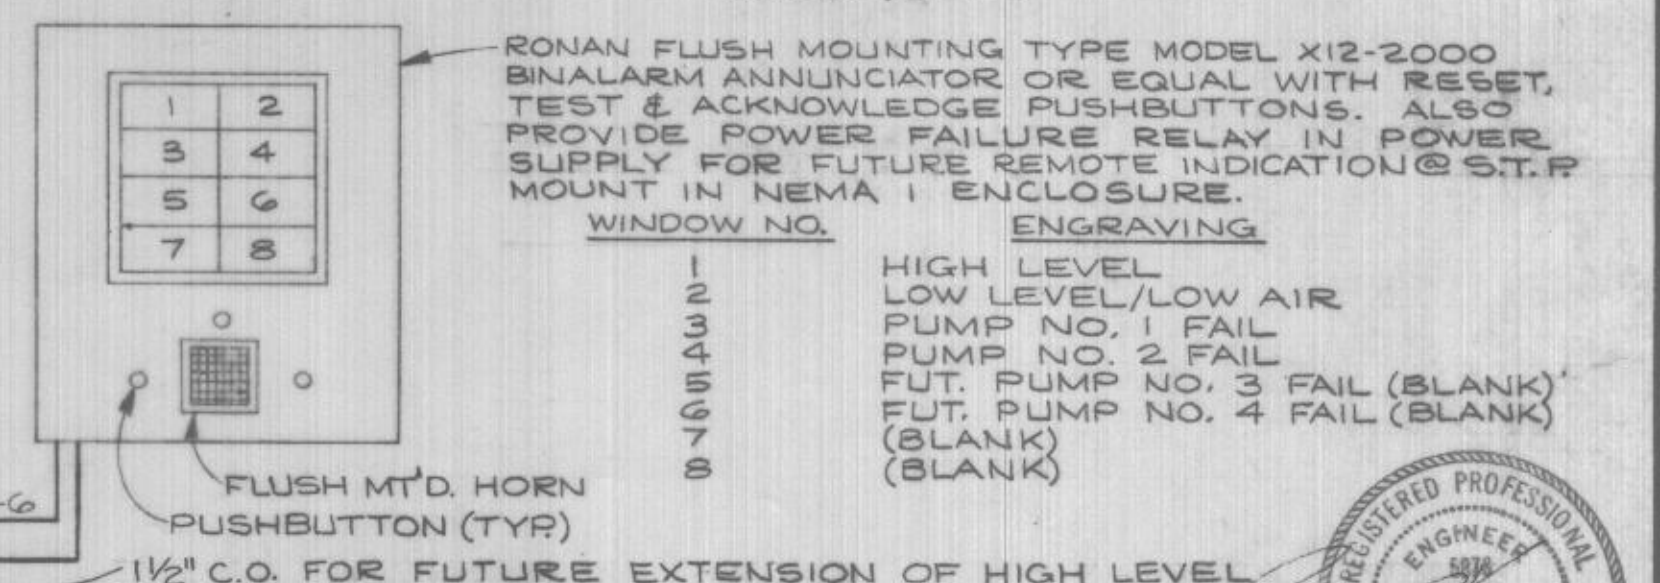 RONAN FLUSH MOUNTING TYPE MODEL X12-2000
BINALARM ANNUNCIATOR OR EQUAL WITH RESET,
TEST & ACKNOWLEDGE PUSHBUTTONS. ALSO
PROVIDE POWER FAILURE RELAY IN POWER
SUPPLY FOR FUTURE REMOTE INDICATION @ S.T.P.
MOUNT IN NEMA 1 ENCLOSURE.
WINDOW NO. ENGRAVING
1 HIGH LEVEL
2 LOW LEVEL/LOW AIR
3 PUMP NO. 1 FAIL
4 PUMP NO. 2 FAIL
5 FUT. PUMP NO. 3 FAIL (BLANK)
6 FUT. PUMP NO. 4 FAIL (BLANK)
7 (BLANK)
8 (BLANK)
1 2
3 4
5 6
7 8
FLUSH MT'D. HORN
PUSHBUTTON (TYP.)
-6
1½" C.O. FOR FUTURE EXTENSION OF HIGH LEVEL
REGISTERED PROFESSIONAL
ENGINEER